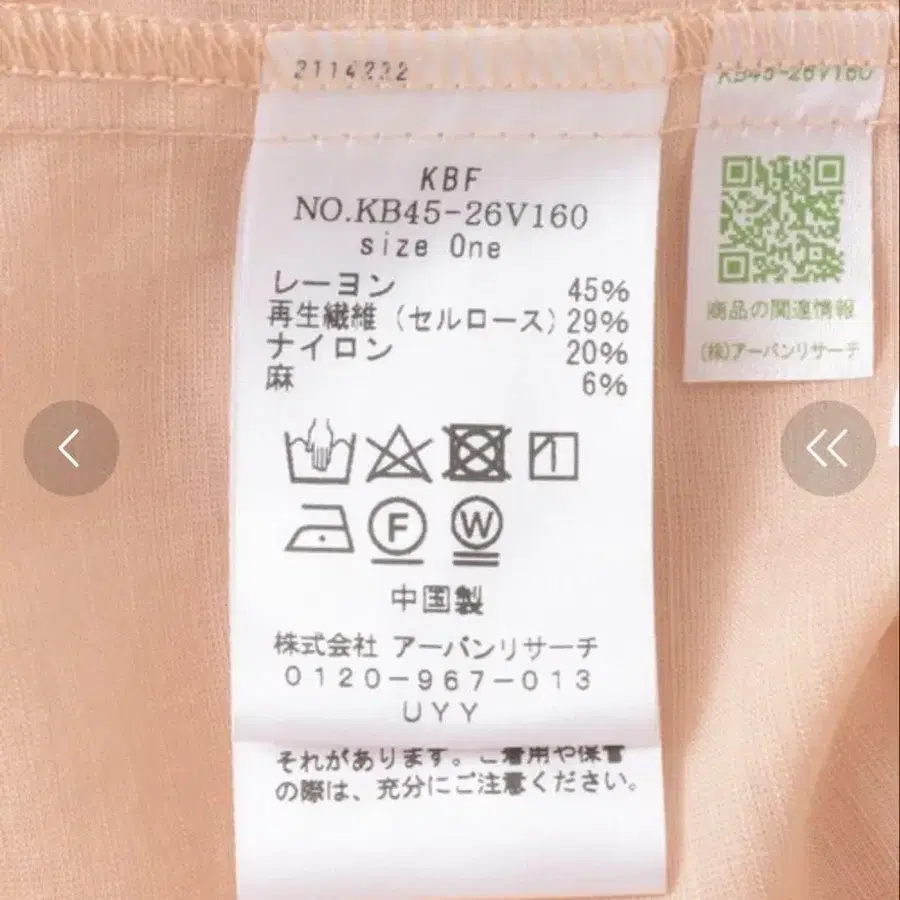 2114222
KBF
NO.KB45-26V160
size One
レーヨン 45%
再生繊維(セルロース) 29%
ナイロン 20%
麻 6%
F W
中国製
株式会社 アーバンリサーチ
0120-967-013
UYY
それがあります。ご着用や保管
の際は、充分にご注意ください。
KB45-26V160
商品の関連情報
(株)アーバンリサーチ